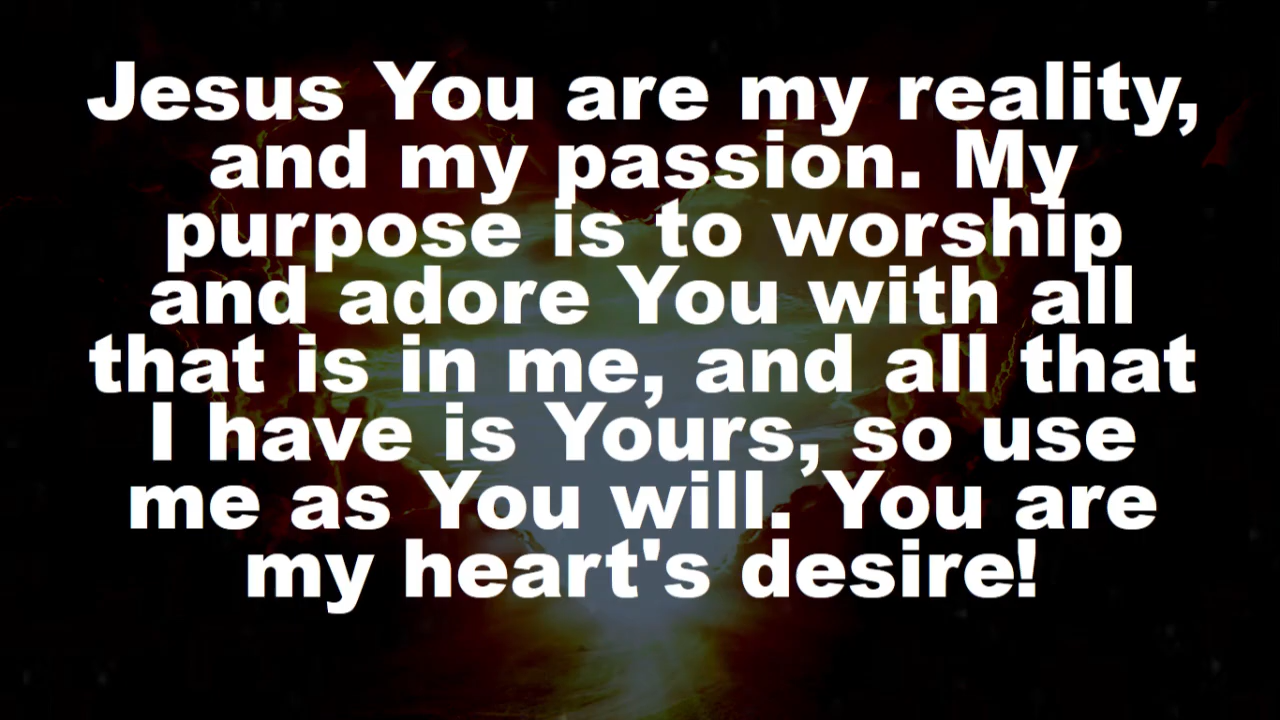 Jesus You are my reality,
and my passion. My
purpose is to worship
and adore You with all
that is in me, and all that
I have is Yours, so use
me as You will. You are
my heart's desire!